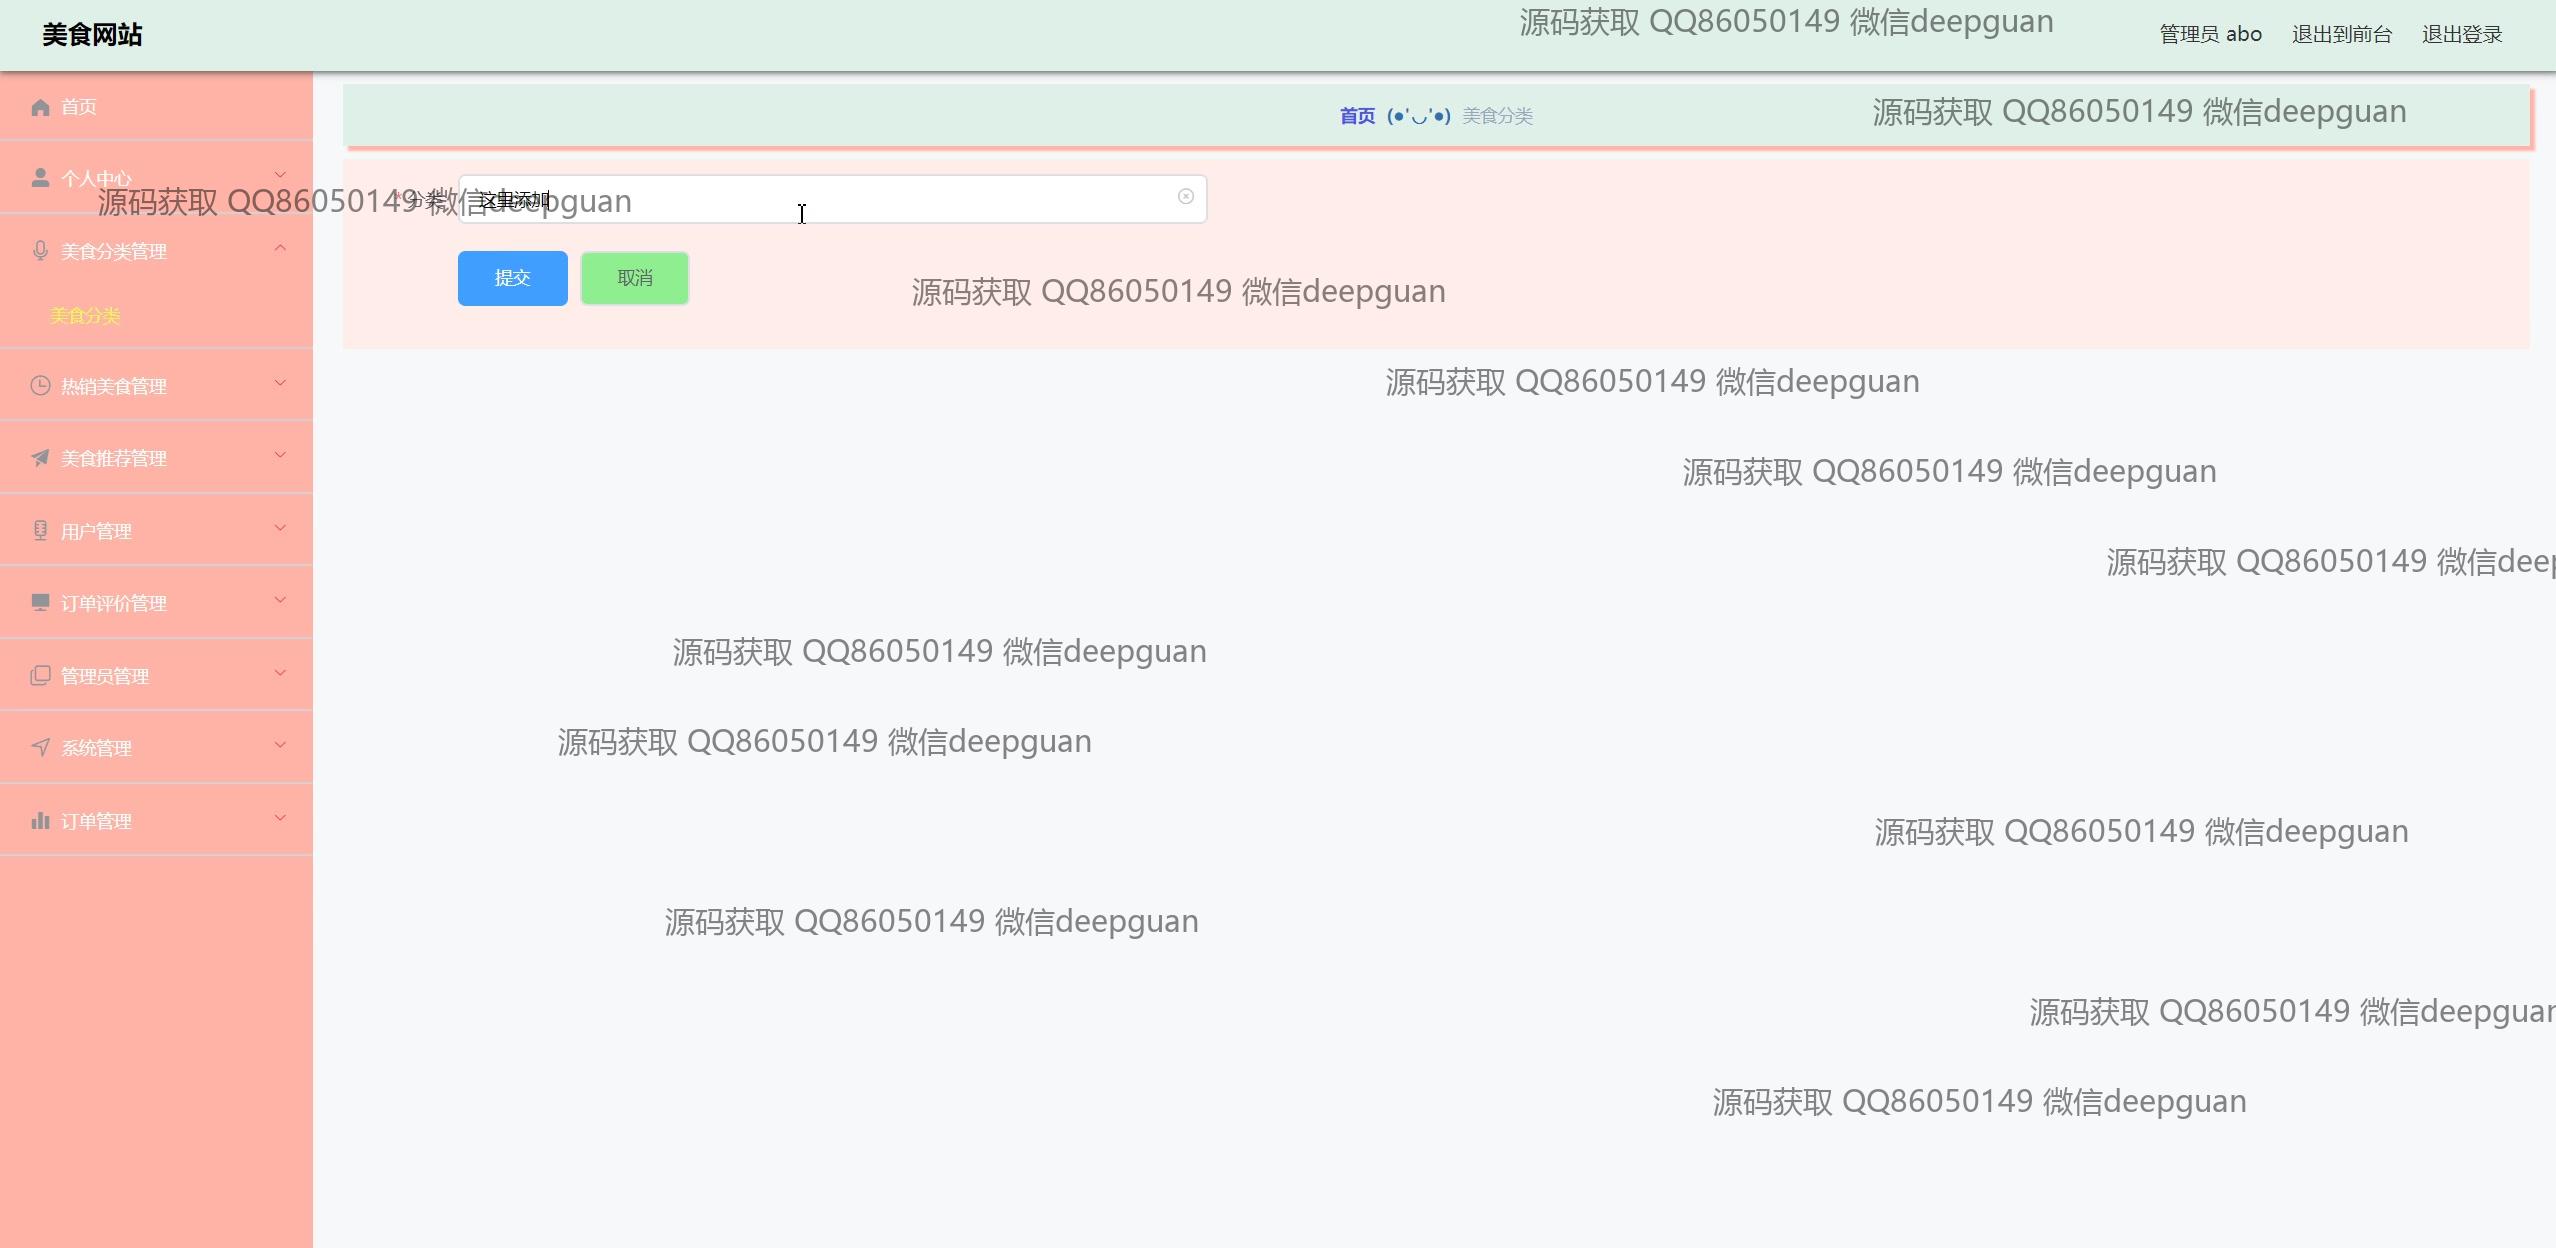 美食网站
源码获取 QQ86050149 微信deepguan
管理员 abo 退出到前台 退出登录
首页
首页 (●'◡'●) 美食分类
源码获取 QQ86050149 微信deepguan
个人中心
源码获取 QQ86050149 微信deepguan
* 分类 这里添加
美食分类管理
提交 取消
源码获取 QQ86050149 微信deepguan
美食分类
热销美食管理
源码获取 QQ86050149 微信deepguan
美食推荐管理
源码获取 QQ86050149 微信deepguan
用户管理
源码获取 QQ86050149 微信deep
订单评价管理
源码获取 QQ86050149 微信deepguan
管理员管理
系统管理
源码获取 QQ86050149 微信deepguan
订单管理
源码获取 QQ86050149 微信deepguan
源码获取 QQ86050149 微信deepguan
源码获取 QQ86050149 微信deepguan
源码获取 QQ86050149 微信deepguan